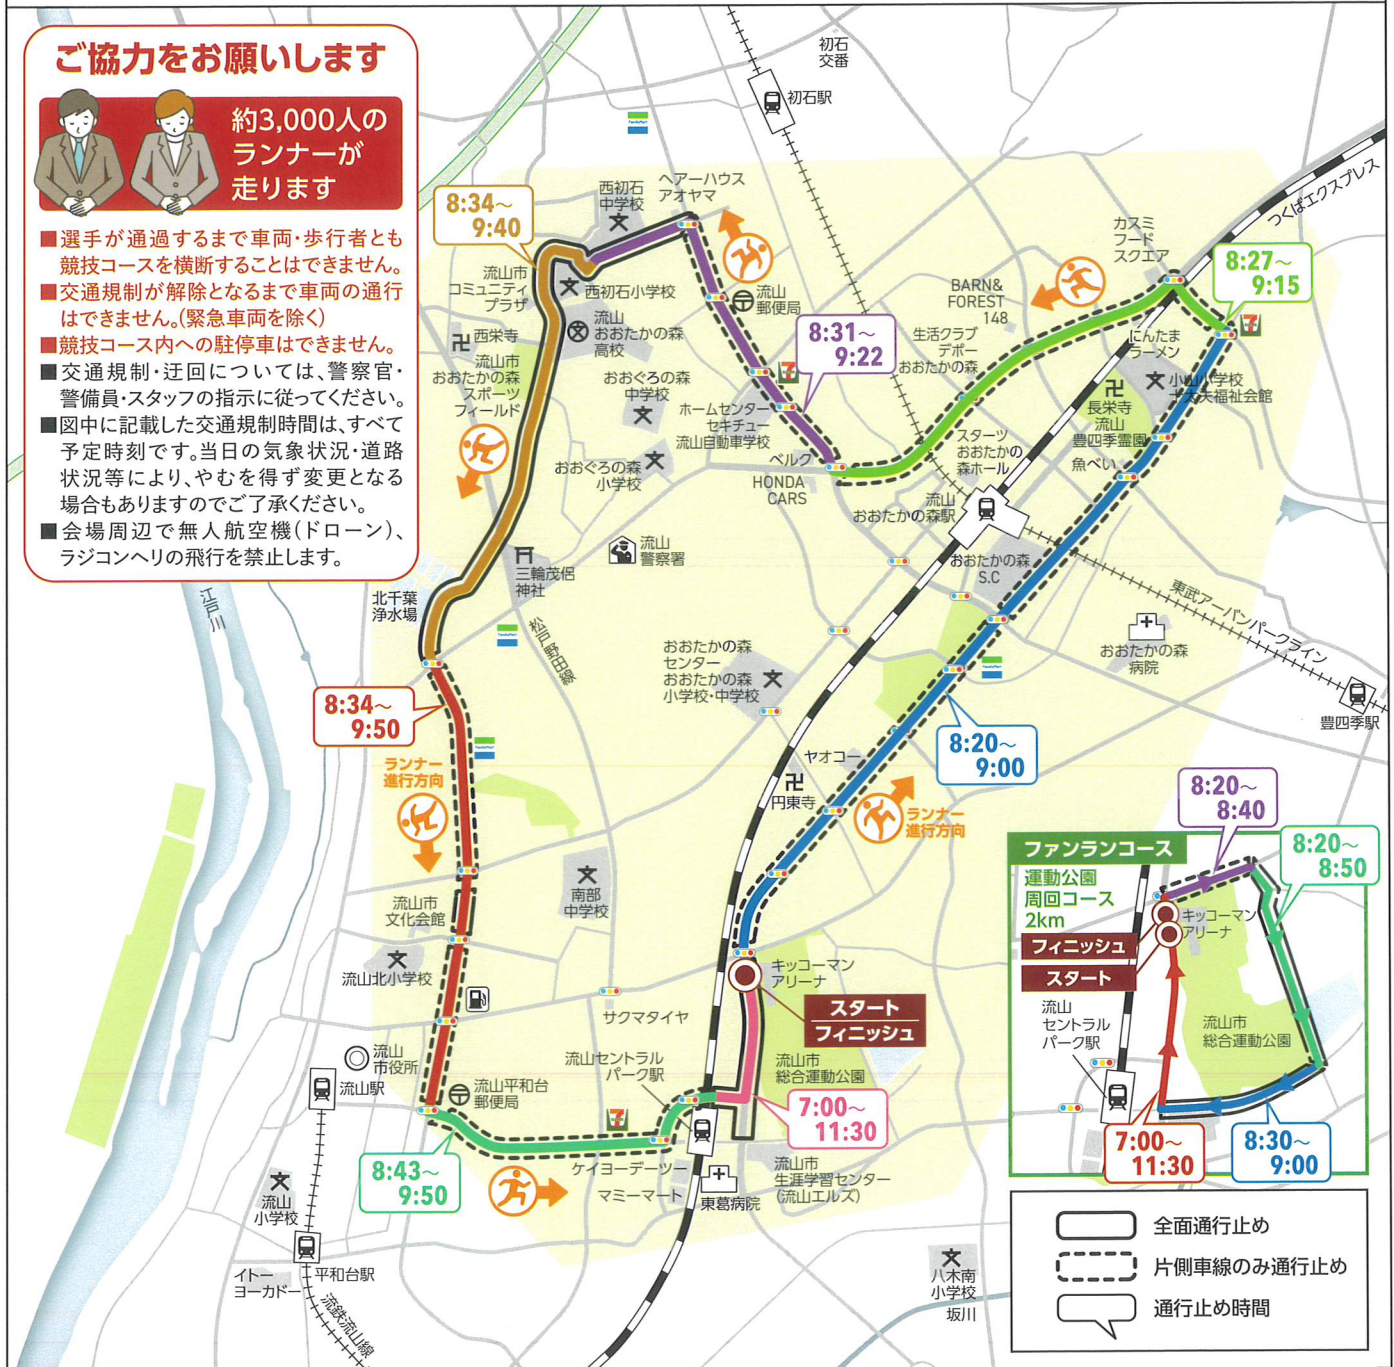 ご協力をお願いします
約3,000人の
ランナーが
走ります
■選手が通過するまで車両・歩行者とも
競技コースを横断することはできません。
■交通規制が解除となるまで車両の通行
はできません。(緊急車両を除く)
■競技コース内への駐停車はできません。
■交通規制・迂回については、警察官・
警備員・スタッフの指示に従ってください。
■図中に記載した交通規制時間は、すべて
予定時刻です。当日の気象状況・道路
状況等により、やむを得ず変更となる
場合もありますのでご了承ください。
■会場周辺で無人航空機(ドローン)、
ラジコンヘリの飛行を禁止します。
初石
交番
初石駅
FamilyMart
つくばエクスプレス
ヘアーハウス
アオヤマ
西初石
中学校
8:34～
9:40
カスミ
フード
スクエア
8:27～
9:15
流山市
コミュニティ
プラザ
西初石小学校
流山
郵便局
BARN&
FOREST
148
流山
おおたかの森
高校
西栄寺
8:31～
9:22
生活クラブ
デポー
おおたかの森
にんたま
ラーメン
流山市
おおたかの森
スポーツ
フィールド
おおぐろの森
中学校
小山小学校
十太夫福祉会館
ホームセンター
セキチュー
流山自動車学校
長栄寺
流山
豊四季霊園
スターツ
おおたかの
森ホール
ベルク
おおぐろの森
小学校
魚べい
HONDA
CARS
流山
おおたかの森駅
流山
警察署
おおたかの森
S.C
三輪茂侶
神社
北千葉
浄水場
江戸川
東武アーバンパークライン
FamilyMart
松戸野田線
おおたかの森
病院
おおたかの森
センター
おおたかの森
小学校・中学校
FamilyMart
豊四季駅
8:34～
9:50
FamilyMart
8:20～
9:00
ヤオコー
ランナー
進行方向
円東寺
ランナー
進行方向
8:20～
8:40
8:20～
8:50
ファンランコース
運動公園
周回コース
2km
キッコーマン
アリーナ
フィニッシュ
スタート
流山
セントラル
パーク駅
流山市
総合運動公園
7:00～
11:30
8:30～
9:00
南部
中学校
流山市
文化会館
流山北小学校
キッコーマン
アリーナ
スタート
フィニッシュ
サクマタイヤ
流山
市役所
流山セントラル
パーク駅
流山市
総合運動公園
流山駅
流山平和台
郵便局
7:00～
11:30
8:43～
9:50
ケイヨーデーツー
流山市
生涯学習センター
(流山エルズ)
マミーマート
東葛病院
流山
小学校
平和台駅
イトー
ヨーカドー
流鉄流山線
八木南
小学校
坂川
全面通行止め
片側車線のみ通行止め
通行止め時間